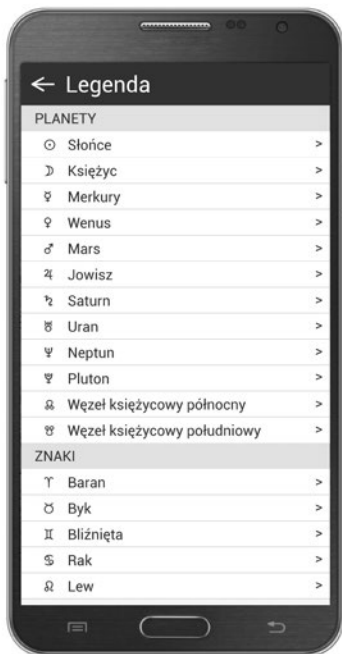 ← Legenda
PLANETY
☉ Słońce >
☽ Księżyc >
☿ Merkury >
♀ Wenus >
♂ Mars >
♃ Jowisz >
♄ Saturn >
♅ Uran >
♆ Neptun >
♆ Pluton >
☊ Węzeł księżycowy północny >
☋ Węzeł księżycowy południowy >
ZNAKI
♈ Baran >
♉ Byk >
♊ Bliźnięta >
♋ Rak >
♌ Lew >